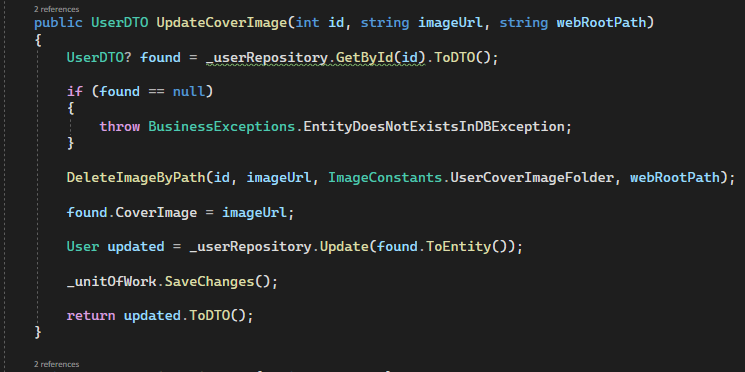 2 references
public UserDTO UpdateCoverImage(int id, string imageUrl, string webRootPath)
{
UserDTO? found = _userRepository.GetById(id).ToDTO();
if (found == null)
{
throw BusinessExceptions.EntityDoesNotExistsInDBException;
}
DeleteImageByPath(id, imageUrl, ImageConstants.UserCoverImageFolder, webRootPath);
found.CoverImage = imageUrl;
User updated = _userRepository.Update(found.ToEntity());
_unitOfWork.SaveChanges();
return updated.ToDTO();
}
2 references